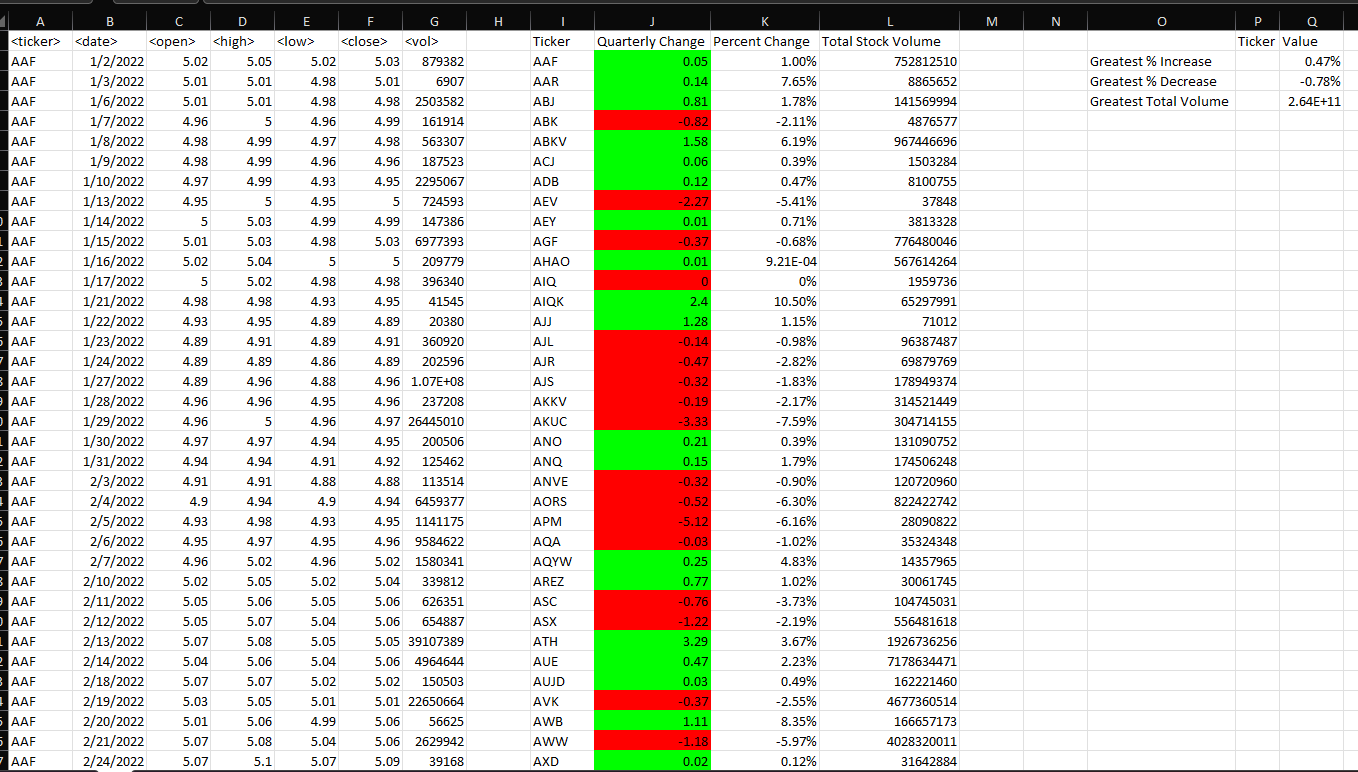 A B C D E F G H I J K L M N O P Q
<ticker> <date> <open> <high> <low> <close> <vol> Ticker Quarterly Change Percent Change Total Stock Volume Ticker Value
AAF 1/2/2022 5.02 5.05 5.02 5.03 879382 AAF 0.05 1.00% 752812510 Greatest % Increase 0.47%
AAF 1/3/2022 5.01 5.01 4.98 5.01 6907 AAR 0.14 7.65% 8865652 Greatest % Decrease -0.78%
AAF 1/6/2022 5.01 5.01 4.98 4.98 2503582 ABJ 0.81 1.78% 141569994 Greatest Total Volume 2.64E+11
AAF 1/7/2022 4.96 5 4.96 4.99 161914 ABK -0.82 -2.11% 4876577
AAF 1/8/2022 4.98 4.99 4.97 4.98 563307 ABKV 1.58 6.19% 967446696
AAF 1/9/2022 4.98 4.99 4.96 4.96 187523 ACJ 0.06 0.39% 1503284
AAF 1/10/2022 4.97 4.99 4.93 4.95 2295067 ADB 0.12 0.47% 8100755
AAF 1/13/2022 4.95 5 4.95 5 724593 AEV -2.27 -5.41% 37848
AAF 1/14/2022 5 5.03 4.99 4.99 147386 AEY 0.01 0.71% 3813328
AAF 1/15/2022 5.01 5.03 4.98 5.03 6977393 AGF -0.37 -0.68% 776480046
AAF 1/16/2022 5.02 5.04 5 5 209779 AHAO 0.01 9.21E-04 567614264
AAF 1/17/2022 5 5.02 4.98 4.98 396340 AIQ 0 0% 1959736
AAF 1/21/2022 4.98 4.98 4.93 4.95 41545 AIQK 2.4 10.50% 65297991
AAF 1/22/2022 4.93 4.95 4.89 4.89 20380 AJJ 1.28 1.15% 71012
AAF 1/23/2022 4.89 4.91 4.89 4.91 360920 AJL -0.14 -0.98% 96387487
AAF 1/24/2022 4.89 4.89 4.86 4.89 202596 AJR -0.47 -2.82% 69879769
AAF 1/27/2022 4.89 4.96 4.88 4.96 1.07E+08 AJS -0.32 -1.83% 178949374
AAF 1/28/2022 4.96 4.96 4.95 4.96 237208 AKKV -0.19 -2.17% 314521449
AAF 1/29/2022 4.96 5 4.96 4.97 26445010 AKUC -3.33 -7.59% 304714155
AAF 1/30/2022 4.97 4.97 4.94 4.95 200506 ANO 0.21 0.39% 131090752
AAF 1/31/2022 4.94 4.94 4.91 4.92 125462 ANQ 0.15 1.79% 174506248
AAF 2/3/2022 4.91 4.91 4.88 4.88 113514 ANVE -0.32 -0.90% 120720960
AAF 2/4/2022 4.9 4.94 4.9 4.94 6459377 AORS -0.52 -6.30% 822422742
AAF 2/5/2022 4.93 4.98 4.93 4.95 1141175 APM -5.12 -6.16% 28090822
AAF 2/6/2022 4.95 4.97 4.95 4.96 9584622 AQA -0.03 -1.02% 35324348
AAF 2/7/2022 4.96 5.02 4.96 5.02 1580341 AQYW 0.25 4.83% 14357965
AAF 2/10/2022 5.02 5.05 5.02 5.04 339812 AREZ 0.77 1.02% 30061745
AAF 2/11/2022 5.05 5.06 5.05 5.06 626351 ASC -0.76 -3.73% 104745031
AAF 2/12/2022 5.05 5.07 5.04 5.06 654887 ASX -1.22 -2.19% 556481618
AAF 2/13/2022 5.07 5.08 5.05 5.05 39107389 ATH 3.29 3.67% 1926736256
AAF 2/14/2022 5.04 5.06 5.04 5.06 4964644 AUE 0.47 2.23% 7178634471
AAF 2/18/2022 5.07 5.07 5.02 5.02 150503 AUJD 0.03 0.49% 162221460
AAF 2/19/2022 5.03 5.05 5.01 5.01 22650664 AVK -0.37 -2.55% 4677360514
AAF 2/20/2022 5.01 5.06 4.99 5.06 56625 AWB 1.11 8.35% 166657173
AAF 2/21/2022 5.07 5.08 5.04 5.06 2629942 AWW -1.18 -5.97% 4028320011
AAF 2/24/2022 5.07 5.1 5.07 5.09 39168 AXD 0.02 0.12% 31642884